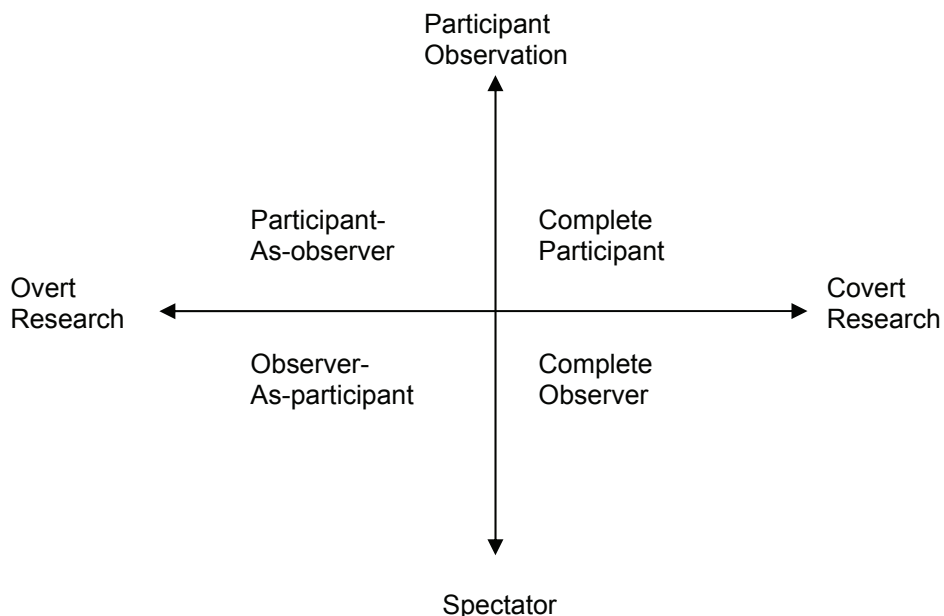 Participant
Observation
Participant-
As-observer
Complete
Participant
Overt
Research
Covert
Research
Observer-
As-participant
Complete
Observer
Spectator